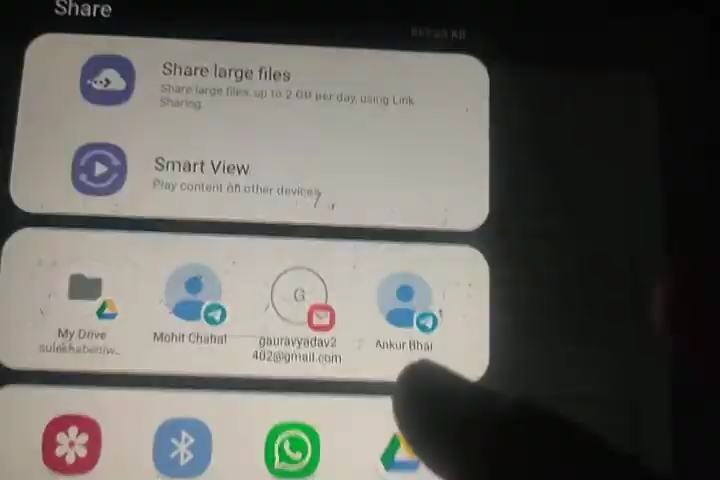 Share
Share large files
Share large files, up to 2 GB per day, using Link
Sharing.
Smart View
Play content on other devices.
My Drive
Mohit Chahal
G
gauravyadav2
402@gmail.com
Ankur Bhai